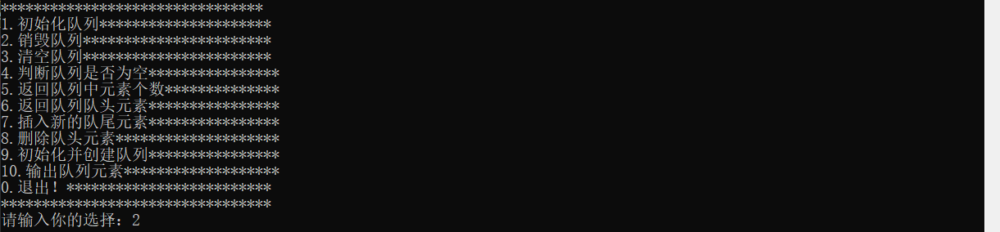 ********************************
1.初始化队列*********************
2.销毁队列***********************
3.清空队列***********************
4.判断队列是否为空****************
5.返回队列中元素个数**************
6.返回队列队头元素****************
7.插入新的队尾元素****************
8.删除队头元素********************
9.初始化并创建队列****************
10.输出队列元素*******************
0.退出！*************************
*********************************
请输入你的选择：2